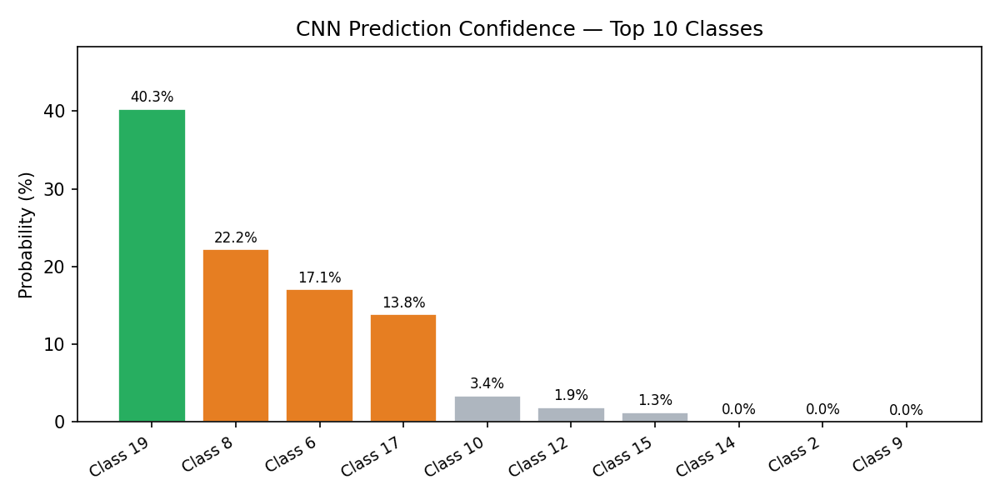 CNN Prediction Confidence — Top 10 Classes
Probability (%)
40
30
20
10
0
40.3%
22.2%
17.1%
13.8%
3.4%
1.9%
1.3%
0.0%
0.0%
0.0%
Class 19
Class 8
Class 6
Class 17
Class 10
Class 12
Class 15
Class 14
Class 2
Class 9